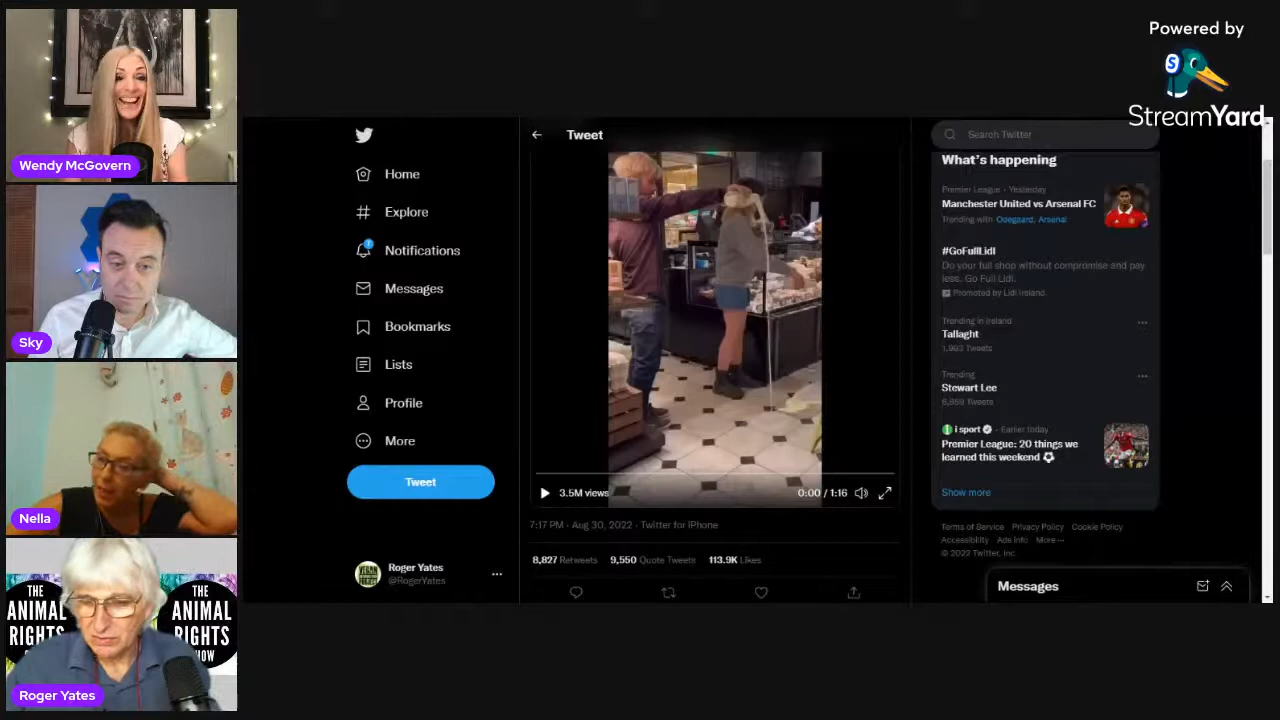 Powered by
StreamYard
Wendy McGovern
Sky
Nella
THE
ANIMAL
RIGHTS
THE
ANIMAL
RIGHTS
Roger Yates
Home
Explore
Notifications
Messages
Bookmarks
Lists
Profile
More
Tweet
Roger Yates
@RogerYates
Tweet
3.5M views
0:00 / 1:16
7:17 PM · Aug 30, 2022 · Twitter for iPhone
8,827 Retweets 9,550 Quote Tweets 113.9K Likes
Search Twitter
What's happening
Premier League · Yesterday
Manchester United vs Arsenal FC
Trending with Odegaard, Arsenal
#GoFullLidl
Do your full shop without compromise and pay
less. Go Full Lidl.
Promoted by Lidl Ireland
Trending in Ireland
Tallaght
Tweets
Trending
Stewart Lee
Tweets
i sport · Earlier today
Premier League: 20 things we
learned this weekend
Show more
Terms of Service Privacy Policy Cookie Policy
Accessibility Ads info More
© 2022 Twitter, Inc.
Messages